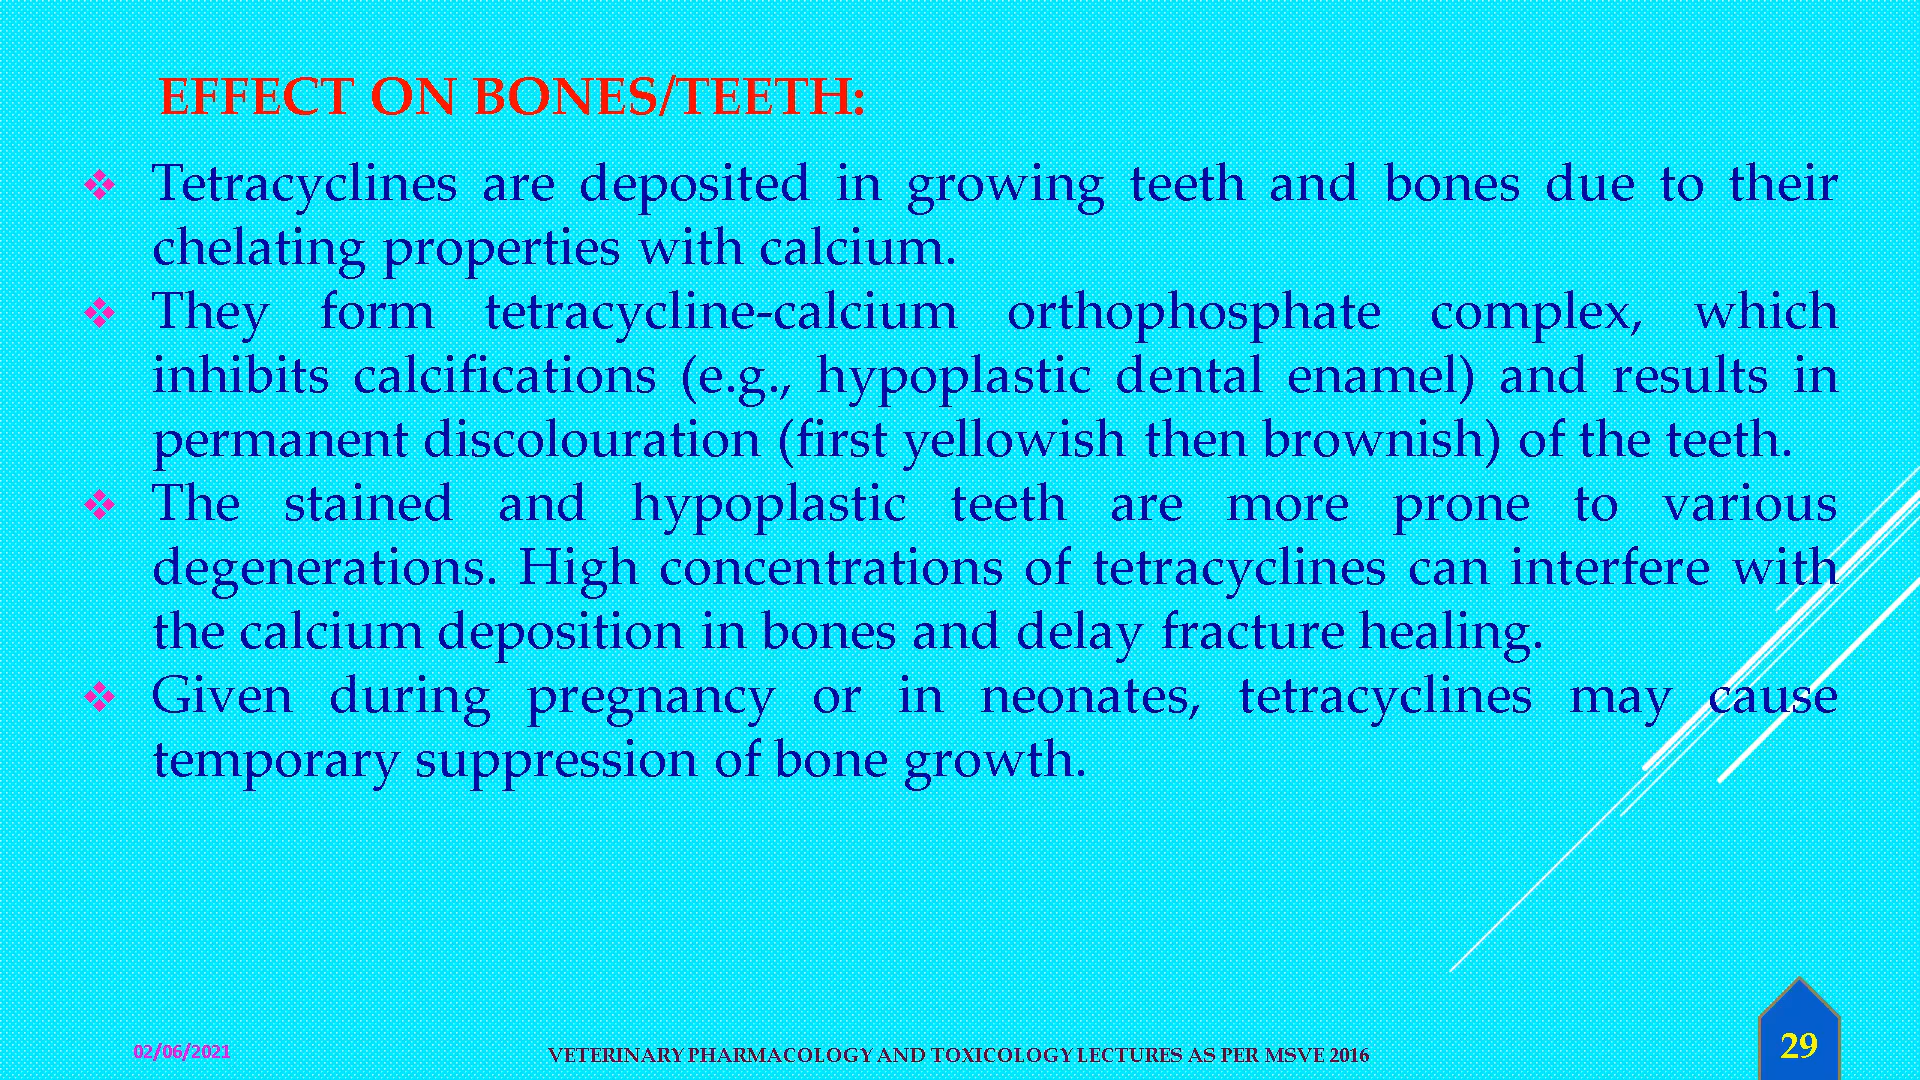 EFFECT ON BONES/TEETH:
Tetracyclines are deposited in growing teeth and bones due to their
chelating properties with calcium.
They form tetracycline-calcium orthophosphate complex, which
inhibits calcifications (e.g., hypoplastic dental enamel) and results in
permanent discolouration (first yellowish then brownish) of the teeth.
The stained and hypoplastic teeth are more prone to various
degenerations. High concentrations of tetracyclines can interfere with
the calcium deposition in bones and delay fracture healing.
Given during pregnancy or in neonates, tetracyclines may cause
temporary suppression of bone growth.
02/06/2021
VETERINARY PHARMACOLOGY AND TOXICOLOGY LECTURES AS PER MSVE 2016
29